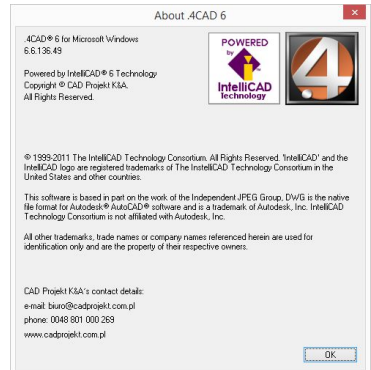 About .4CAD 6
×
.4CAD® 6 for Microsoft Windows
6.6.136.49
Powered by IntelliCAD® 6 Technology
Copyright © CAD Projekt K&A,
All Rights Reserved.
POWERED
by
IntelliCAD
Technology
.4
© 1999-2011 The IntelliCAD Technology Consortium. All Rights Reserved. 'IntelliCAD' and the
IntelliCAD logo are registered trademarks of The IntelliCAD Technology Consortium in the
United States and other countries.
This software is based in part on the work of the Independent JPEG Group, DWG is the native
file format for Autodesk® AutoCAD® software and is a trademark of Autodesk, Inc. IntelliCAD
Technology Consortium is not affiliated with Autodesk, Inc.
All other trademarks, trade names or company names referenced herein are used for
identification only and are the property of their respective owners.
CAD Projekt K&A's contact details:
e-mail: biuro@cadprojekt.com.pl
phone: 0048 801 000 269
www.cadprojekt.com.pl
OK